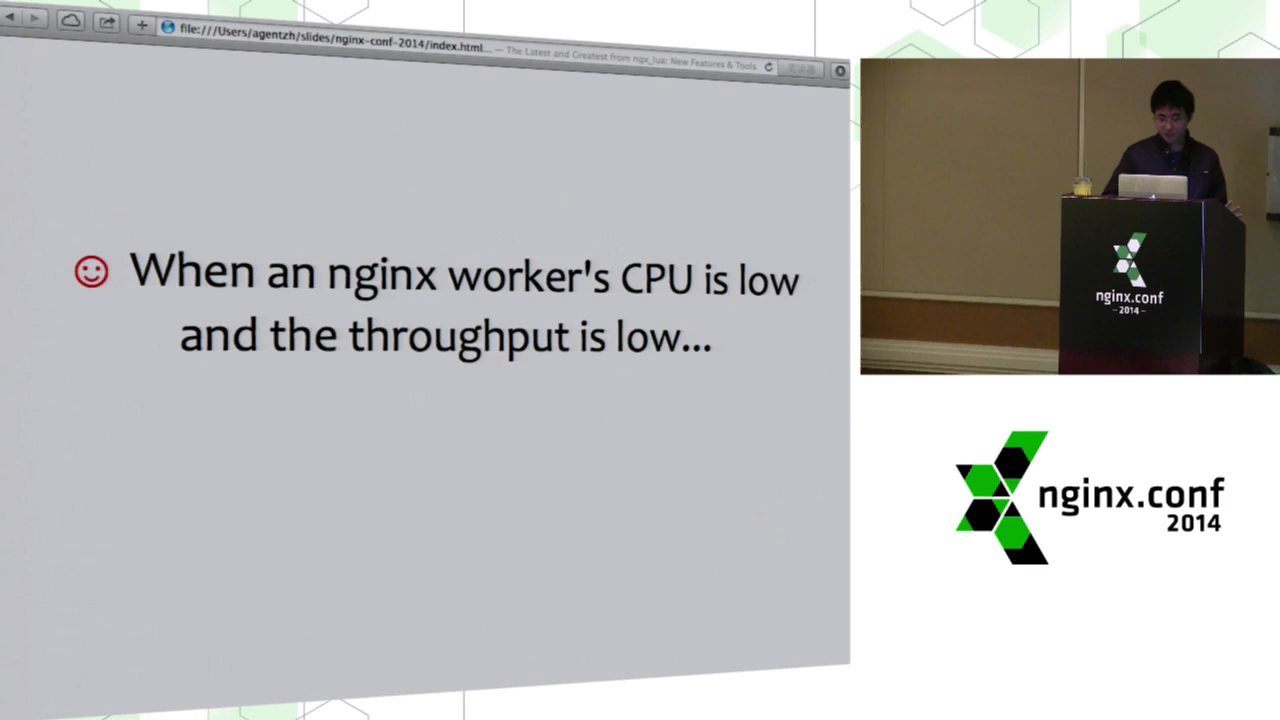 file:///Users/agentzh/slides/nginx-conf-2014/index.html... — The Latest and Greatest from ngx_lua: New Features & Tools
When an nginx worker's CPU is low
and the throughput is low...
nginx.conf
– 2014 –
nginx.conf
2014